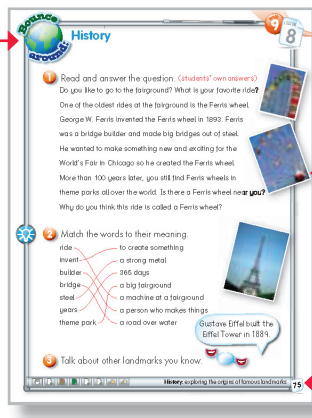 Bounce
around:
History
9
8
1 Read and answer the question. (students' own answers)
Do you like to go to the fairground? What is your favorite ride?
One of the oldest rides at the fairground is the Ferris wheel.
George W. Ferris invented the Ferris wheel in 1893. Ferris
was a bridge builder and made big bridges out of steel.
He wanted to make something new and exciting for the
World's Fair in Chicago so he created the Ferris wheel.
More than 100 years later, you still find Ferris wheels in
theme parks all over the world. Is there a Ferris wheel near you?
Why do you think this ride is called a Ferris wheel?
2 Match the words to their meaning.
ride to create something
invent a strong metal
builder 365 days
bridge a big fairground
steel a machine at a fairground
years a person who makes things
theme park a road over water
Gustave Eiffel built the
Eiffel Tower in 1889.
3 Talk about other landmarks you know.
History: exploring the origins of famous landmarks
75